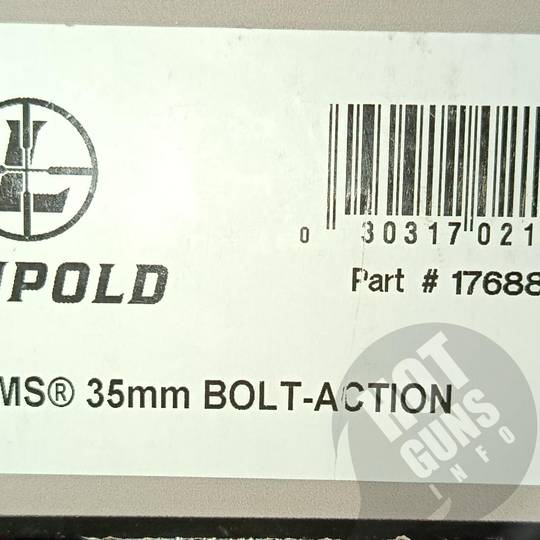 0 30317 021
UPOLD
Part # 17688
MS® 35mm BOLT-ACTION
HOT
GUNS
INFO